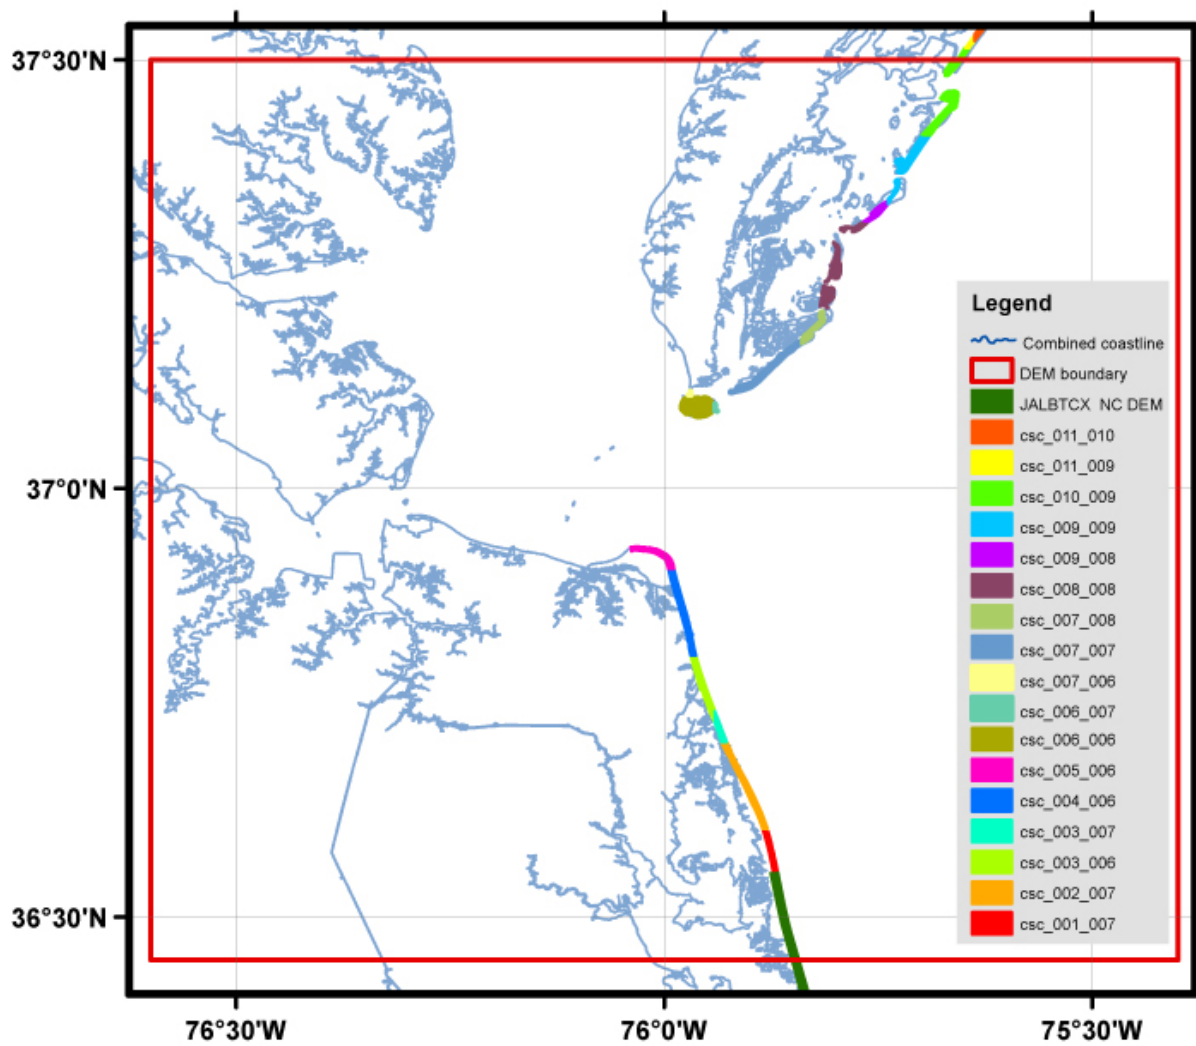 37°30'N
37°0'N
36°30'N
76°30'W
76°0'W
75°30'W
Legend
Combined coastline
DEM boundary
JALBTCX NC DEM
csc_011_010
csc_011_009
csc_010_009
csc_009_009
csc_009_008
csc_008_008
csc_007_008
csc_007_007
csc_007_006
csc_006_007
csc_006_006
csc_005_006
csc_004_006
csc_003_007
csc_003_006
csc_002_007
csc_001_007